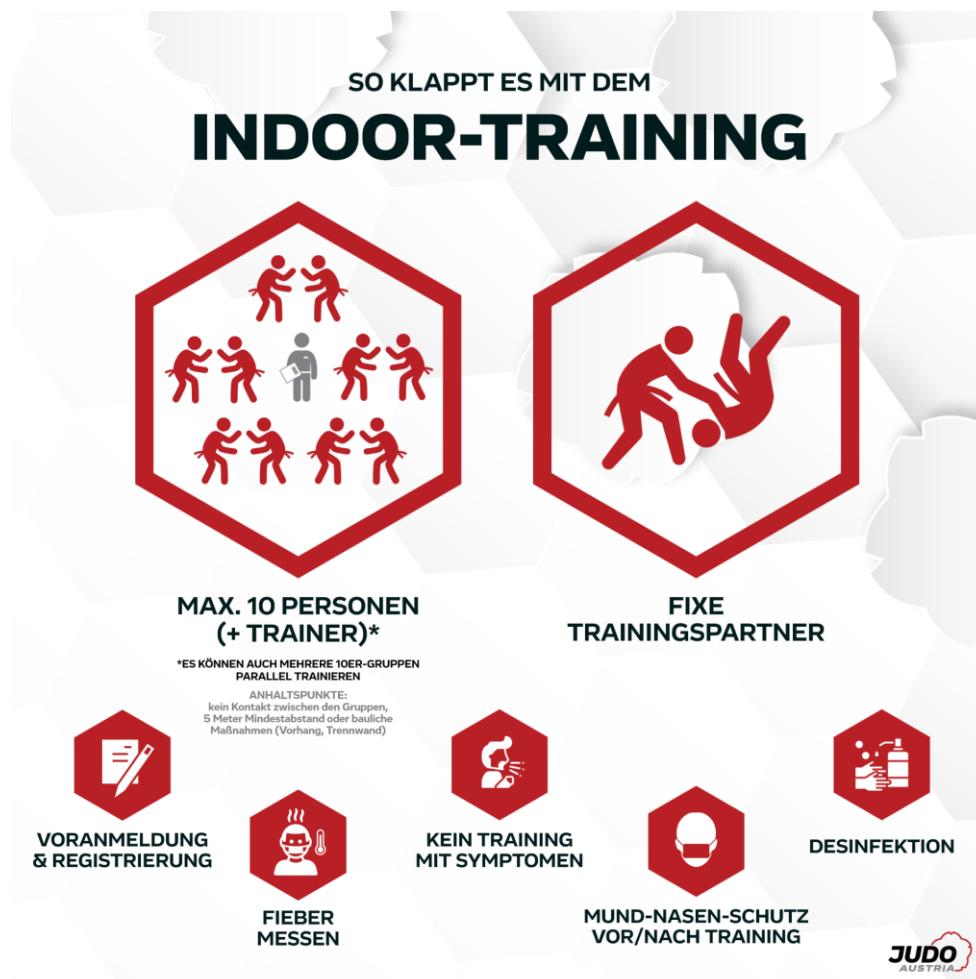 SO KLAPPT ES MIT DEM
INDOOR-TRAINING
MAX. 10 PERSONEN
(+ TRAINER)*
*ES KÖNNEN AUCH MEHRERE 10ER-GRUPPEN
PARALLEL TRAINIEREN
ANHALTSPUNKTE:
kein Kontakt zwischen den Gruppen,
5 Meter Mindestabstand oder bauliche
Maßnahmen (Vorhang, Trennwand)
FIXE
TRAININGSPARTNER
VORANMELDUNG
& REGISTRIERUNG
FIEBER
MESSEN
KEIN TRAINING
MIT SYMPTOMEN
MUND-NASEN-SCHUTZ
VOR/NACH TRAINING
DESINFEKTION
JUDO
AUSTRIA